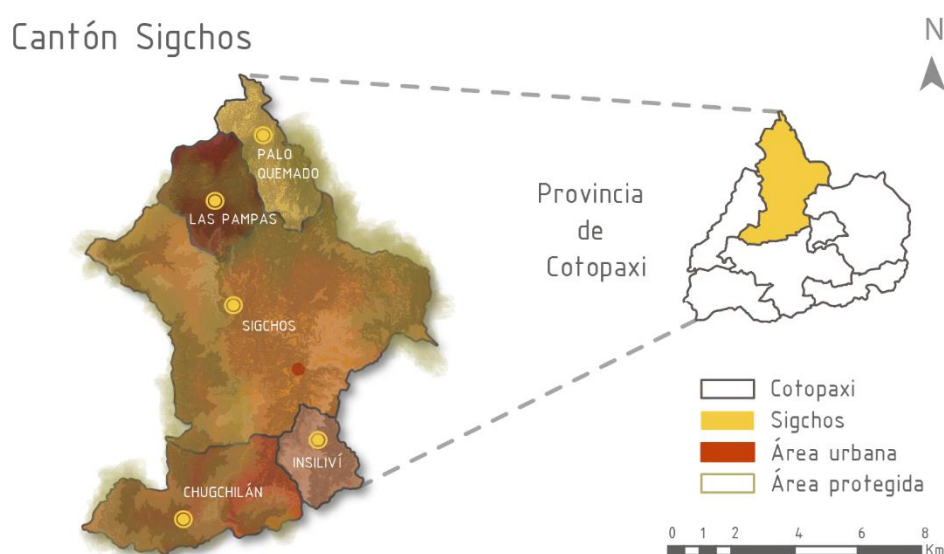 Cantón Sigchos
N
PALO
QUEMADO
LAS PAMPAS
SIGCHOS
INSILIVÍ
CHUGCHILÁN
Provincia
de
Cotopaxi
Cotopaxi
Sigchos
Área urbana
Área protegida
0 1 2 4 6 8
Km